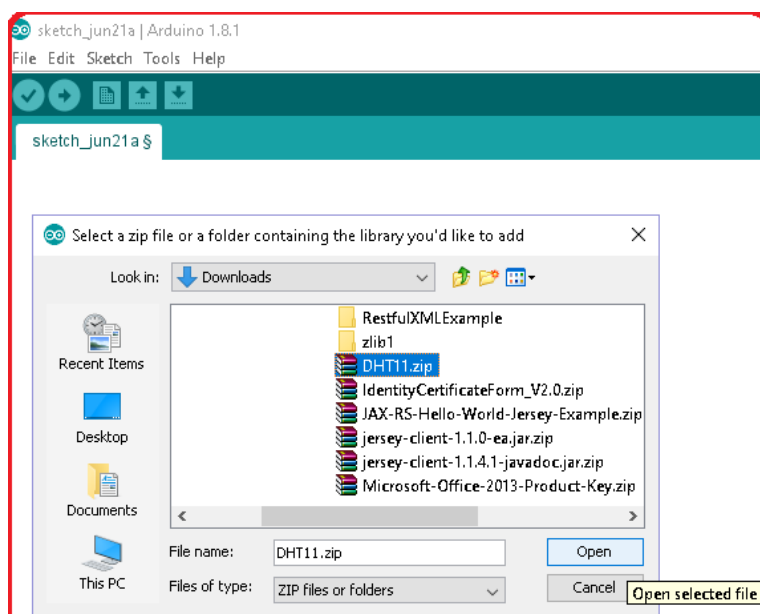 sketch_jun21a | Arduino 1.8.1
File Edit Sketch Tools Help
sketch_jun21a §
Select a zip file or a folder containing the library you'd like to add
Look in: Downloads
RestfulXMLExample
zlib1
DHT11.zip
IdentityCertificateForm_V2.0.zip
JAX-RS-Hello-World-Jersey-Example.zip
jersey-client-1.1.0-ea.jar.zip
jersey-client-1.1.4.1-javadoc.jar.zip
Microsoft-Office-2013-Product-Key.zip
Recent Items
Desktop
Documents
This PC
File name: DHT11.zip Open
Files of type: ZIP files or folders Cancel
Open selected file